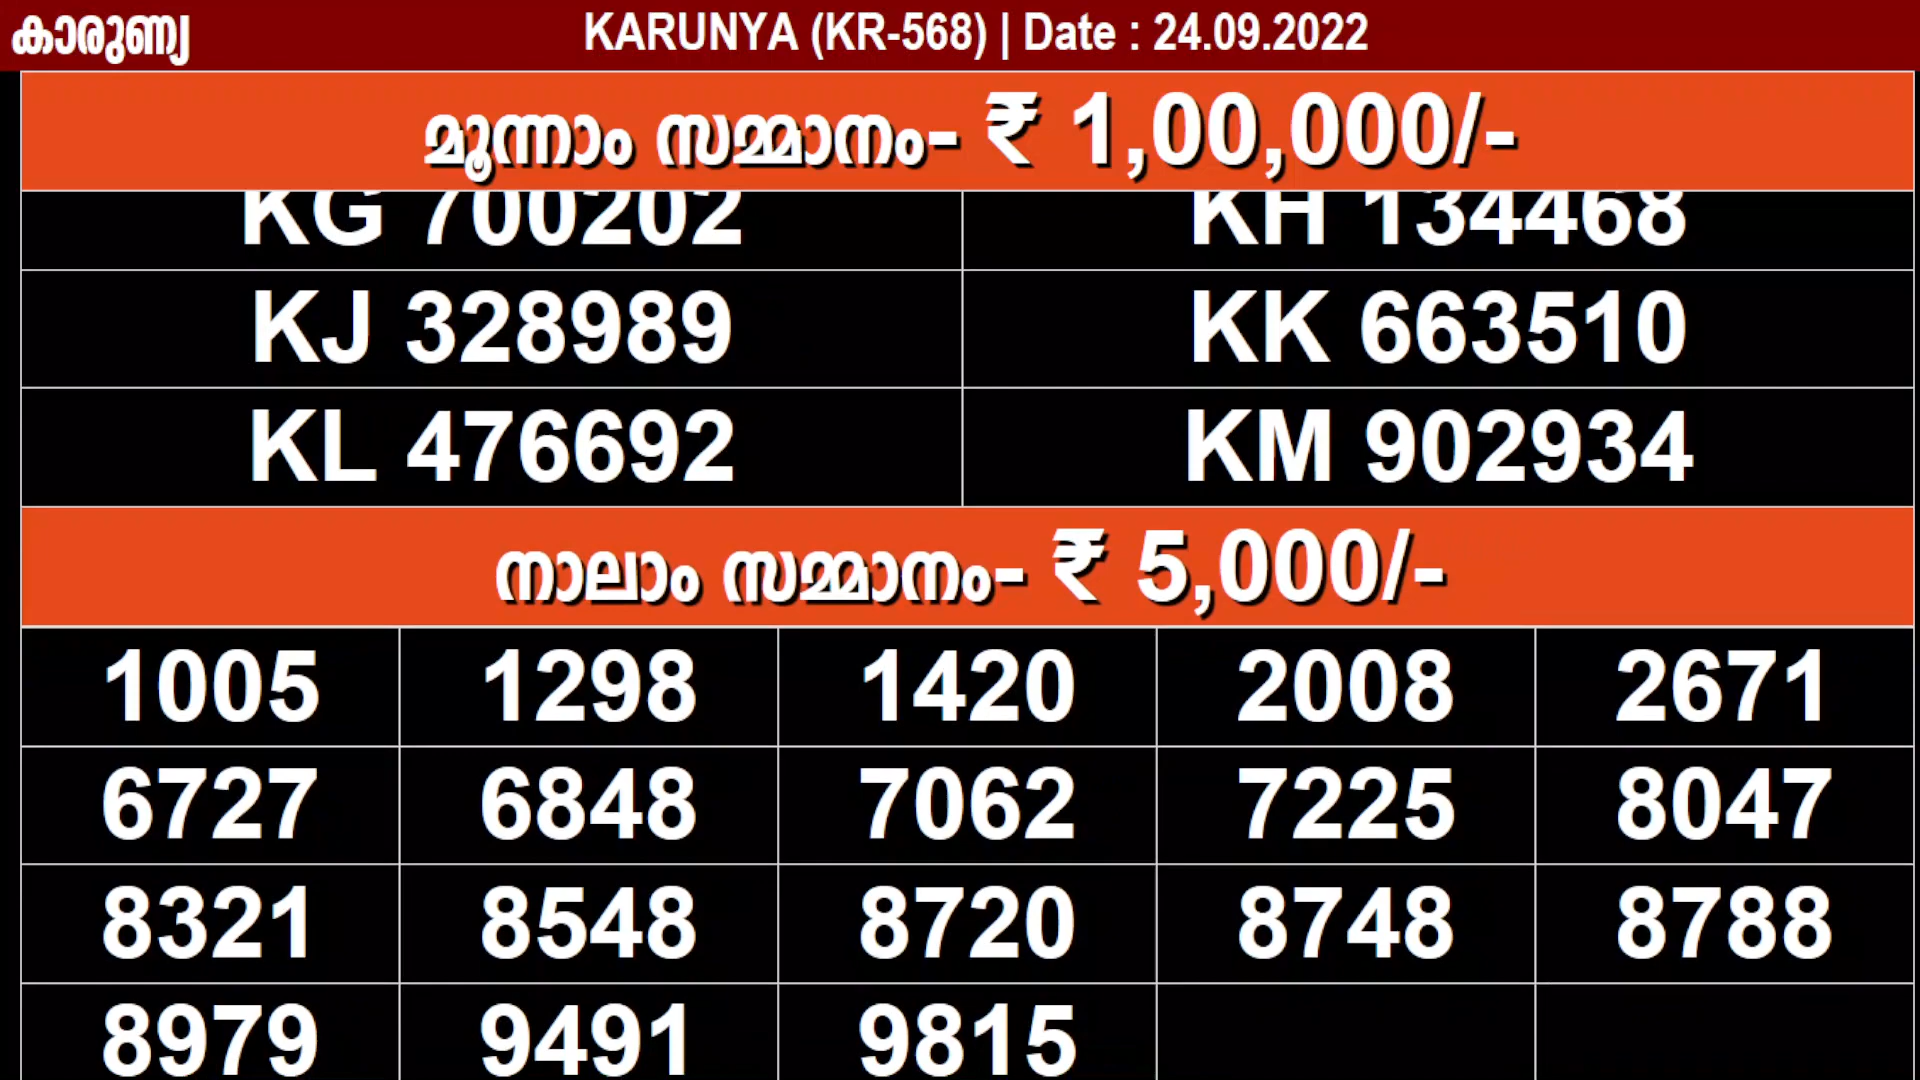 കാരുണ്യ KARUNYA (KR-568) | Date : 24.09.2022
മൂന്നാം സമ്മാനം- ₹ 1,00,000/-
KG 700202 KH 134468
KJ 328989 KK 663510
KL 476692 KM 902934
നാലാം സമ്മാനം- ₹ 5,000/-
1005 1298 1420 2008 2671
6727 6848 7062 7225 8047
8321 8548 8720 8748 8788
8979 9491 9815